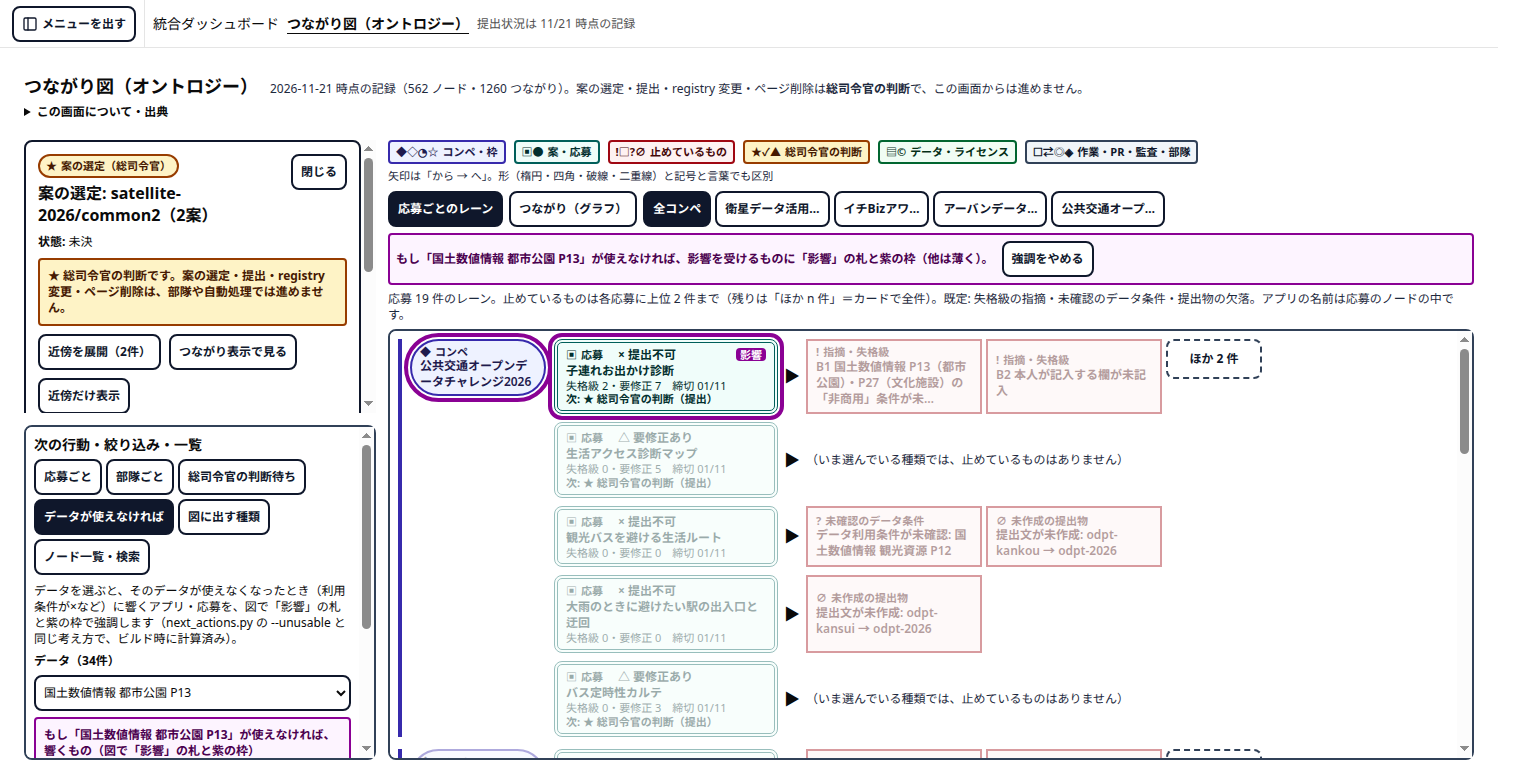 メニューを出す
統合ダッシュボード つながり図（オントロジー） 提出状況は 11/21 時点の記録
つながり図（オントロジー） 2026-11-21 時点の記録（562 ノード・1260 つながり）。案の選定・提出・registry 変更・ページ削除は総司令官の判断で、この画面からは進めません。
▶ この画面について・出典
★ 案の選定（総司令官）
閉じる
案の選定: satellite-
2026/common2（2案）
状態: 未決
★ 総司令官の判断です。案の選定・提出・registry
変更・ページ削除は、部隊や自動処理では進めませ
ん。
近傍を展開（2件） つながり表示で見る
近傍だけ表示
次の行動・絞り込み・一覧
応募ごと 部隊ごと 総司令官の判断待ち
データが使えなければ 図に出す種類
ノード一覧・検索
データを選ぶと、そのデータが使えなくなったとき（利用
条件が×など）に響くアプリ・応募を、図で「影響」の札
と紫の枠で強調します（next_actions.py の --unusable と
同じ考え方で、ビルド時に計算済み）。
データ（34件）
国土数値情報 都市公園 P13
もし「国土数値情報 都市公園 P13」が使えなければ、
響くもの（図で「影響」の札と紫の枠）
◆◇◔☆ コンペ・枠 ▣● 案・応募 !□?⊘ 止めているもの ★✓▲ 総司令官の判断 ▤© データ・ライセンス □⇄◎◆ 作業・PR・監査・部隊
矢印は「から → へ」。形（楕円・四角・破線・二重線）と記号と言葉でも区別
応募ごとのレーン つながり（グラフ） 全コンペ 衛星データ活用… イチBizアワ… アーバンデータ… 公共交通オープ…
もし「国土数値情報 都市公園 P13」が使えなければ、影響を受けるものに「影響」の札と紫の枠（他は薄く）。 強調をやめる
応募 19 件のレーン。止めているものは各応募に上位 2 件まで（残りは「ほか n 件」＝カードで全件）。既定: 失格級の指摘・未確認のデータ条件・提出物の欠落。アプリの名前は応募のノードの中で
す。
◆ コンペ
公共交通オープンデ
ータチャレンジ2026
▣ 応募 × 提出不可 影響
子連れお出かけ診断
失格級 2・要修正 7 締切 01/11
次: ★ 総司令官の判断（提出）
▶
! 指摘・失格級
B1 国土数値情報 P13（都市
公園）・P27（文化施設）の
「非商用」条件が未…
! 指摘・失格級
B2 本人が記入する欄が未記
入
ほか 2 件
▣ 応募 △ 要修正あり
生活アクセス診断マップ
失格級 0・要修正 5 締切 01/11
次: ★ 総司令官の判断（提出）
▶ （いま選んでいる種類では、止めているものはありません）
▣ 応募 × 提出不可
観光バスを避ける生活ルート
失格級 0・要修正 0 締切 01/11
▶
? 未確認のデータ条件
データ利用条件が未確認: 国
土数値情報 観光資源 P12
⊘ 未作成の提出物
提出文が未作成: odpt-
kankou → odpt-2026
▣ 応募 × 提出不可
大雨のときに避けたい駅の出入口と
迂回
失格級 0・要修正 0 締切 01/11
▶
⊘ 未作成の提出物
提出文が未作成: odpt-
kansui → odpt-2026
▣ 応募 △ 要修正あり
バス定時性カルテ
失格級 0・要修正 3 締切 01/11
次: ★ 総司令官の判断（提出）
▶ （いま選んでいる種類では、止めているものはありません）